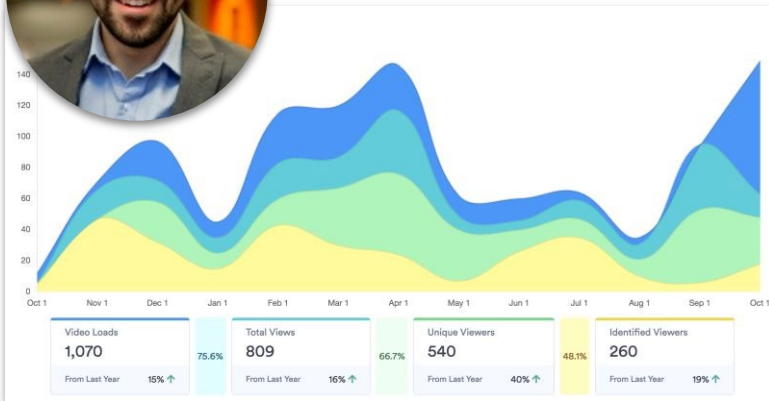 140
120
100
80
60
40
20
0
Oct 1 Nov 1 Dec 1 Jan 1 Feb 1 Mar 1 Apr 1 May 1 Jun 1 Jul 1 Aug 1 Sep 1 Oct 1
Video Loads
1,070
From Last Year 15% ↑
75.6%
Total Views
809
From Last Year 16% ↑
66.7%
Unique Viewers
540
From Last Year 40% ↑
48.1%
Identified Viewers
260
From Last Year 19% ↑